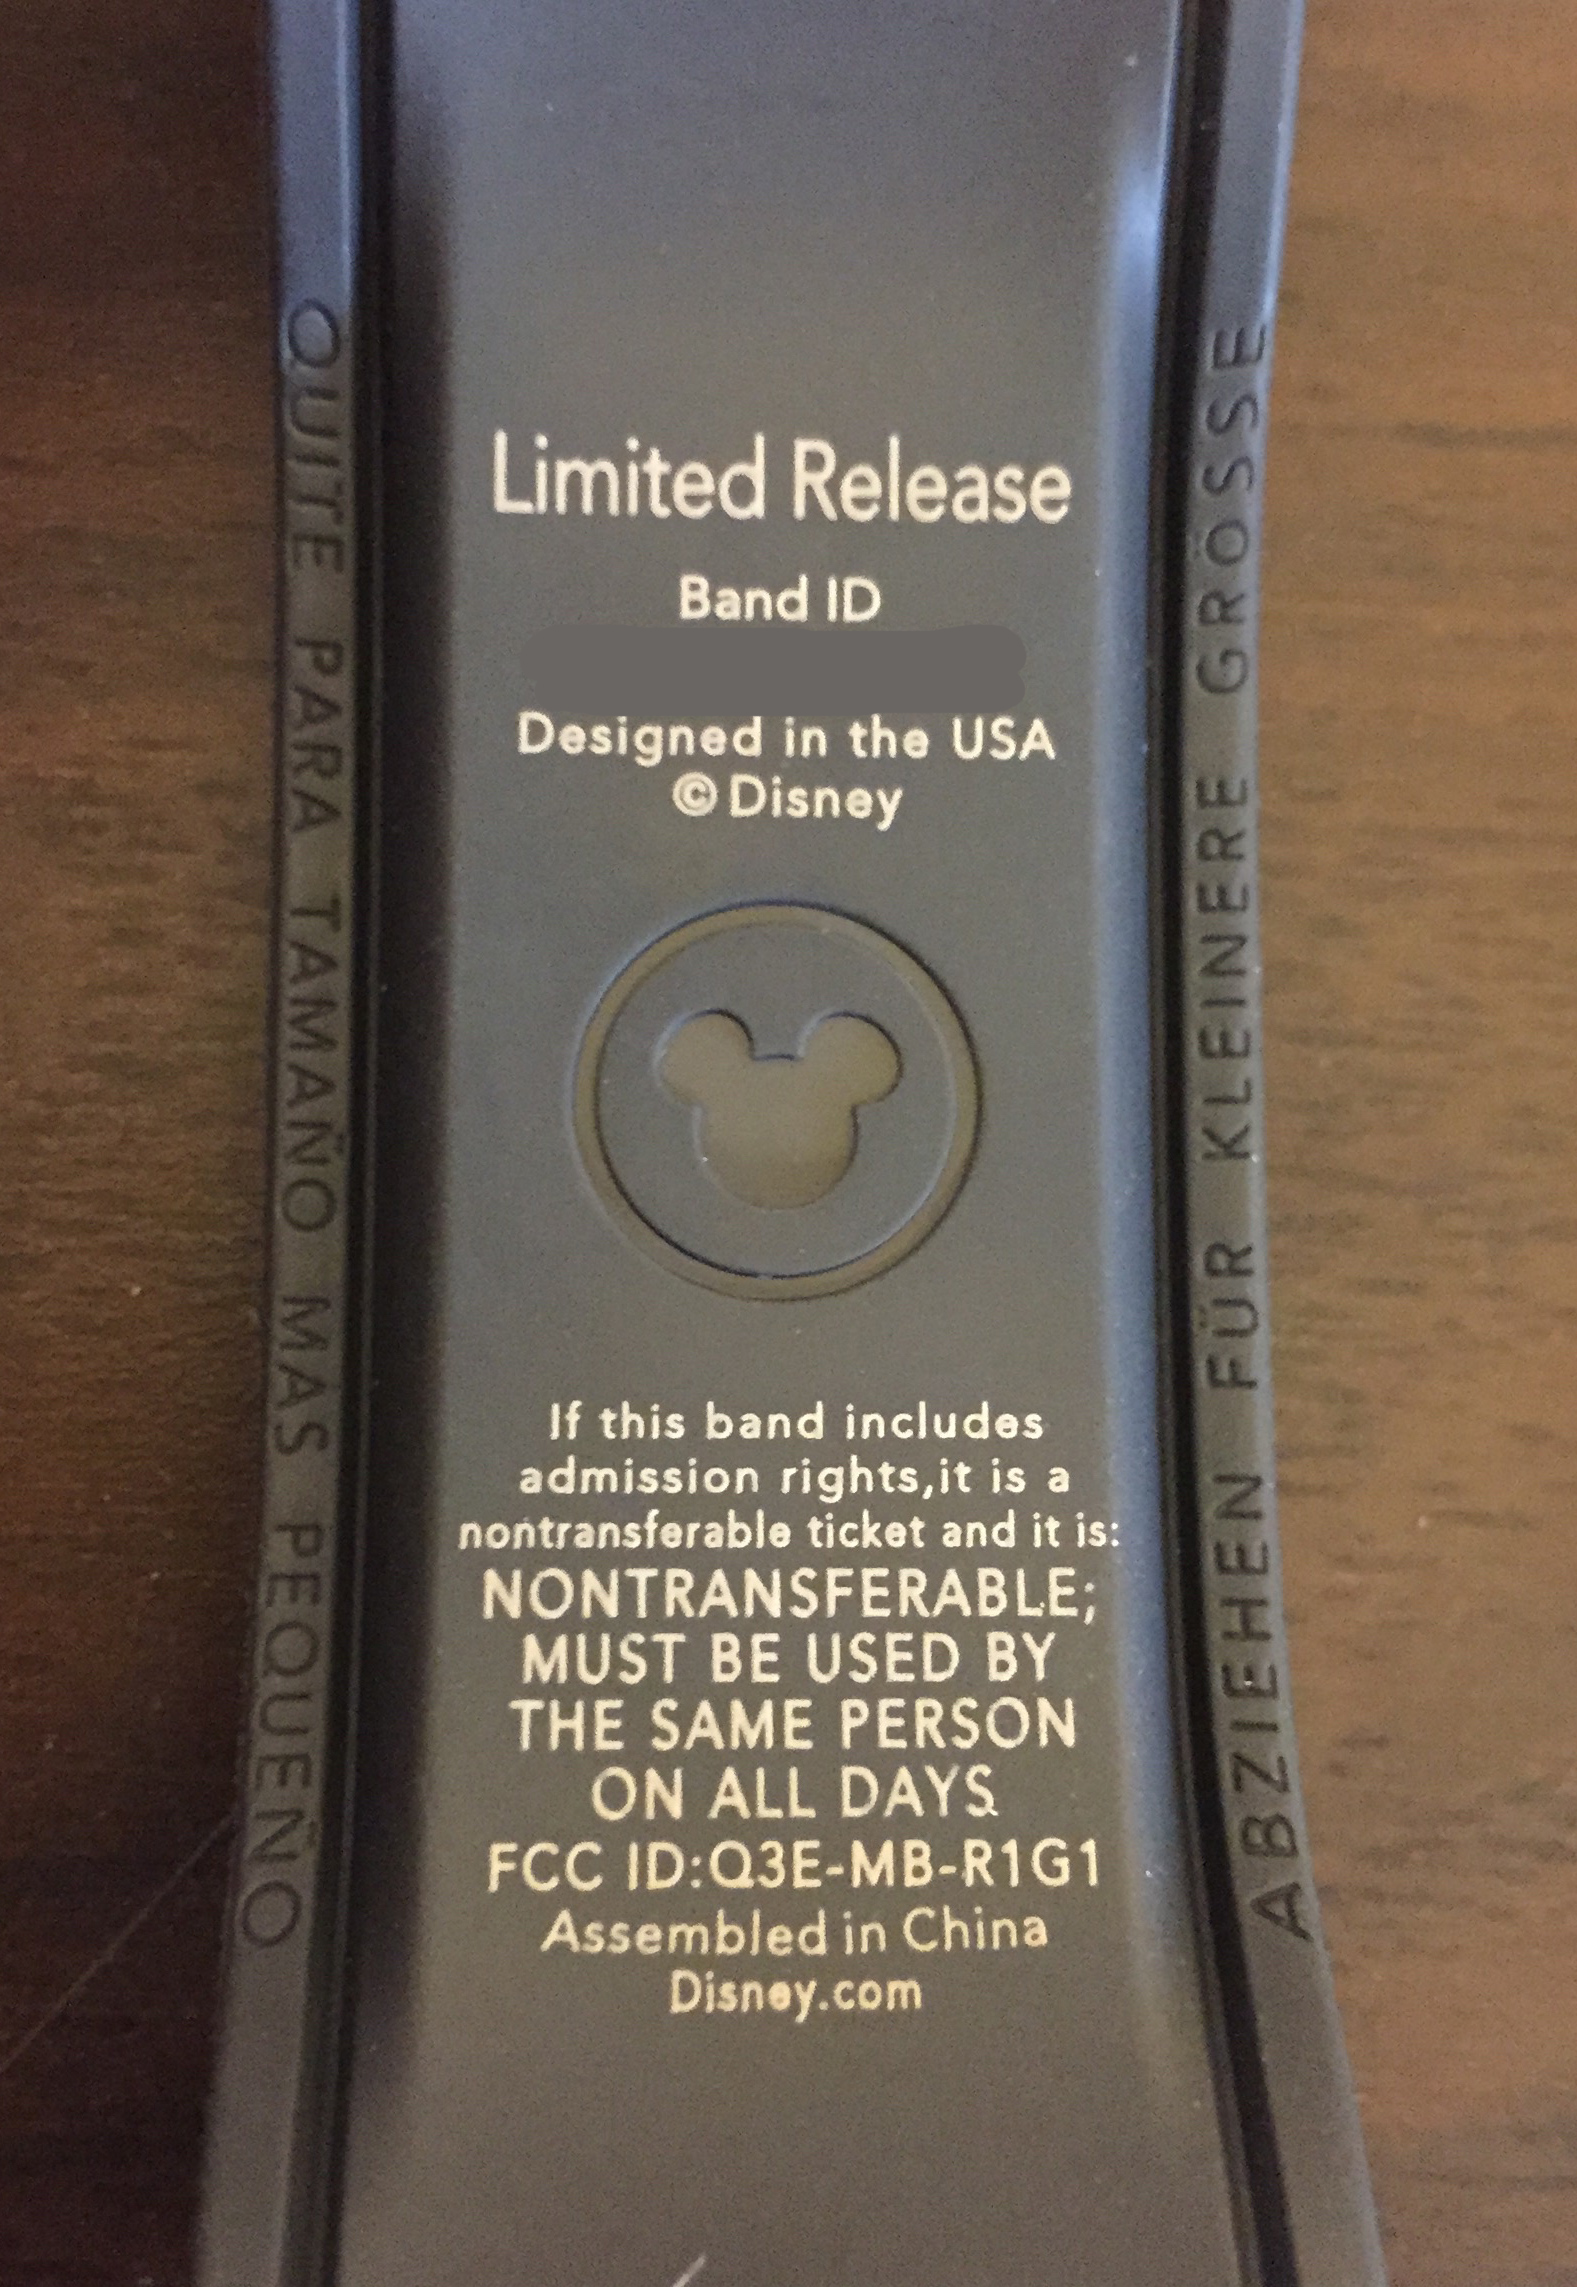 Limited Release
Band ID
Designed in the USA
©Disney
If this band includes
admission rights,it is a
nontransferable ticket and it is:
NONTRANSFERABLE;
MUST BE USED BY
THE SAME PERSON
ON ALL DAYS
FCC ID:Q3E-MB-R1G1
Assembled in China
Disney.com
QUITE PARA TAMAÑO MAS PEQUEÑO
ABZIEHEN FÜR KLEINERE GRÖSSE